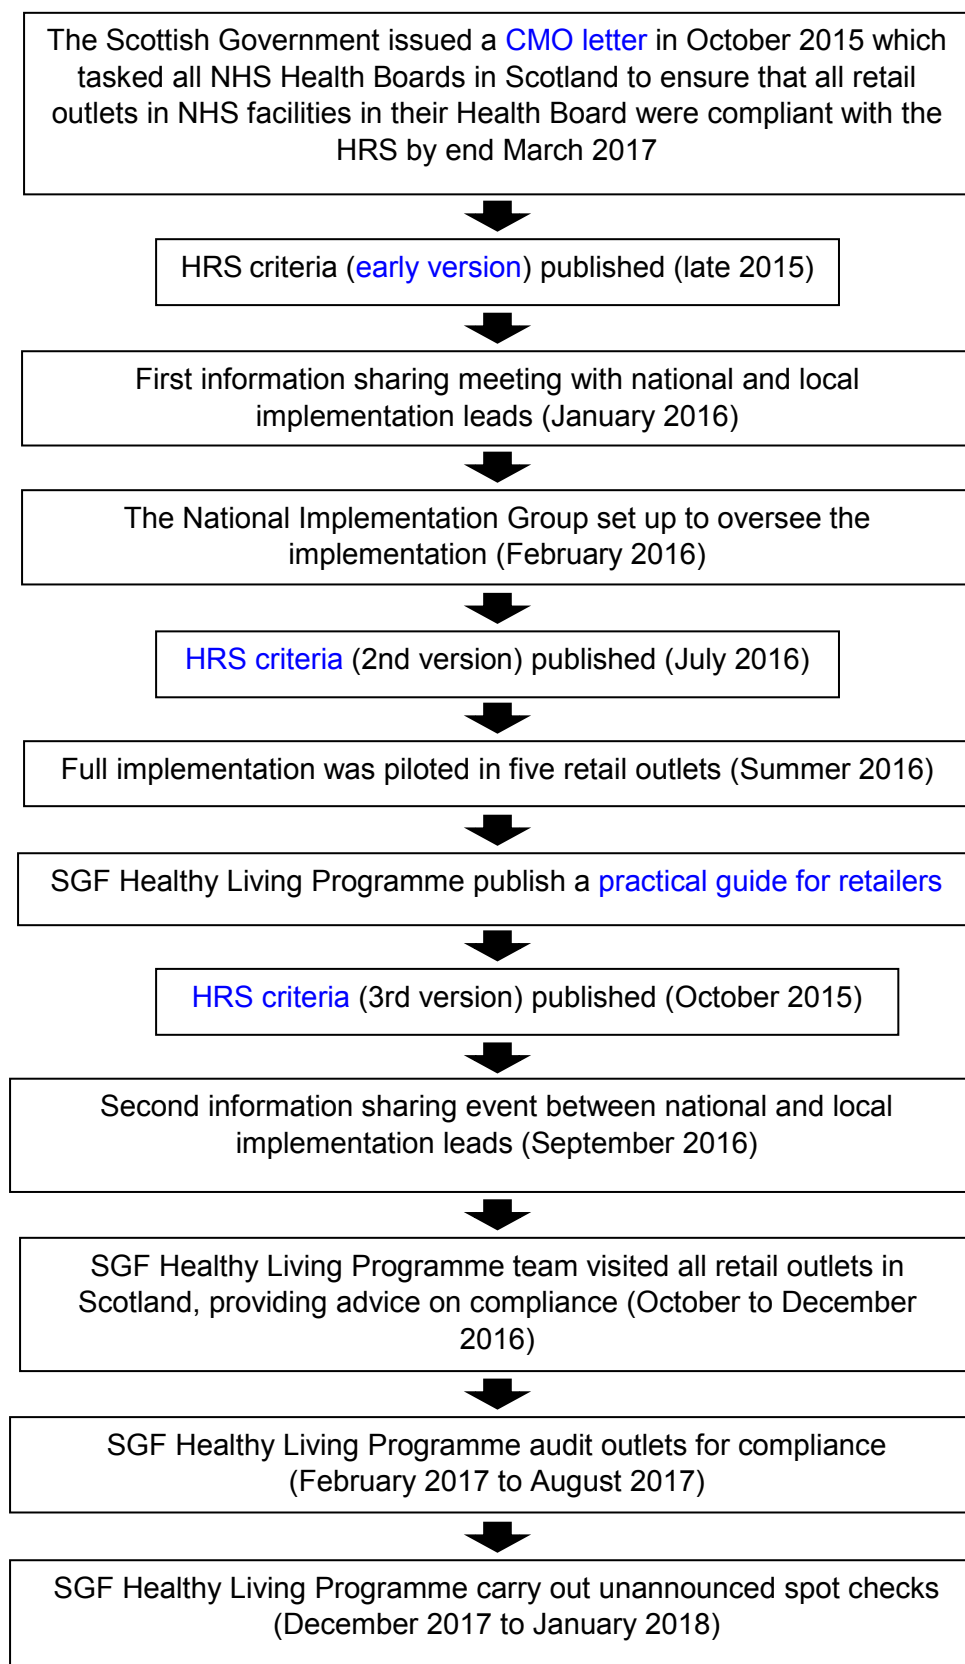 The Scottish Government issued a CMO letter in October 2015 which
tasked all NHS Health Boards in Scotland to ensure that all retail
outlets in NHS facilities in their Health Board were compliant with the
HRS by end March 2017
HRS criteria (early version) published (late 2015)
First information sharing meeting with national and local
implementation leads (January 2016)
The National Implementation Group set up to oversee the
implementation (February 2016)
HRS criteria (2nd version) published (July 2016)
Full implementation was piloted in five retail outlets (Summer 2016)
SGF Healthy Living Programme publish a practical guide for retailers
HRS criteria (3rd version) published (October 2015)
Second information sharing event between national and local
implementation leads (September 2016)
SGF Healthy Living Programme team visited all retail outlets in
Scotland, providing advice on compliance (October to December
2016)
SGF Healthy Living Programme audit outlets for compliance
(February 2017 to August 2017)
SGF Healthy Living Programme carry out unannounced spot checks
(December 2017 to January 2018)